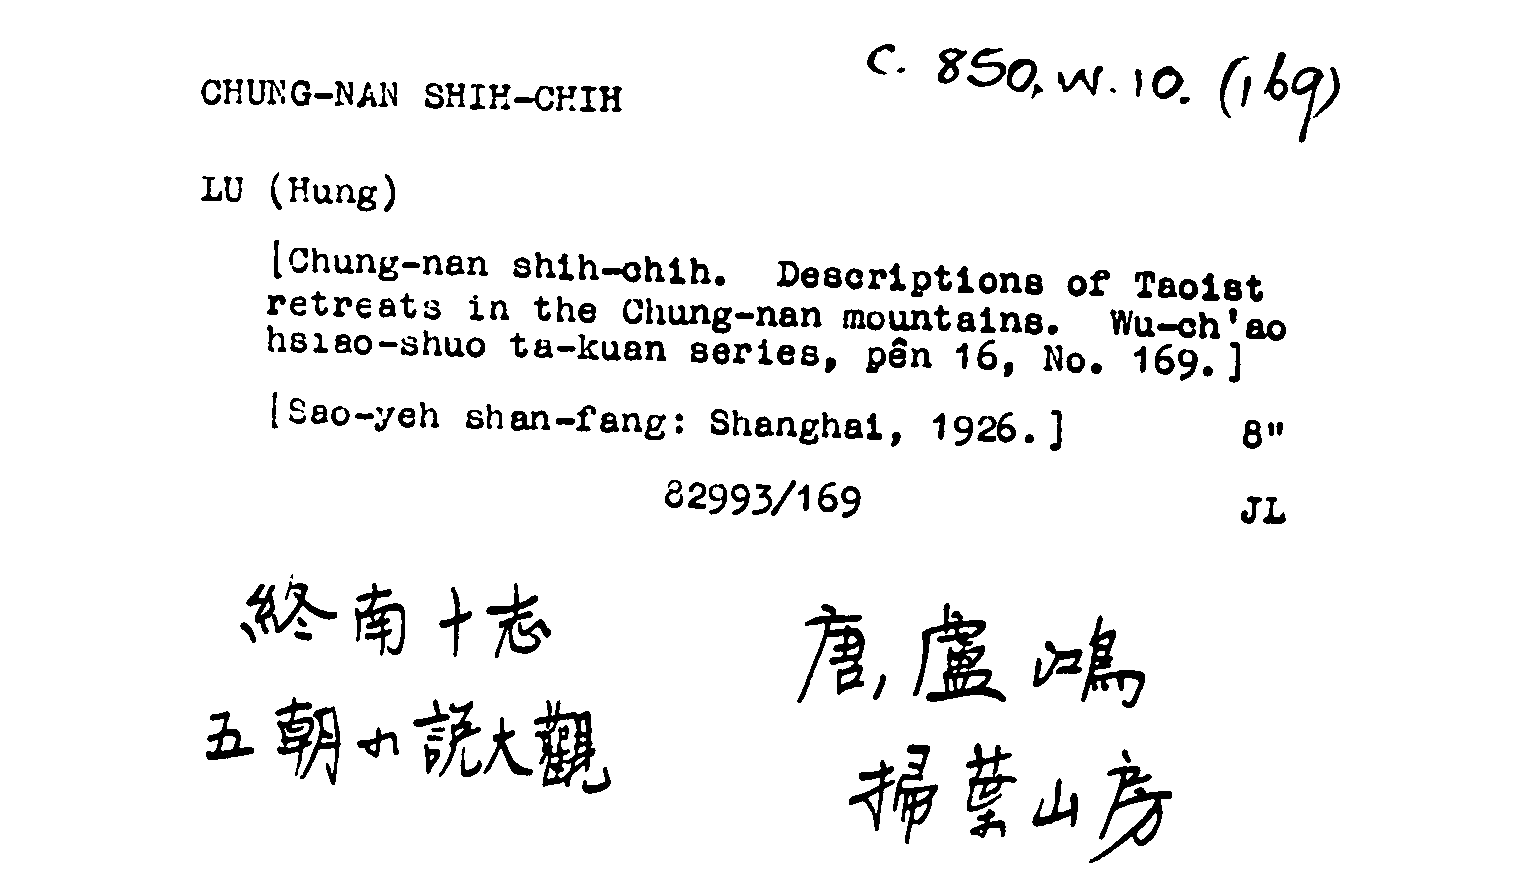 C. 850, W. 10. (169)
CHUNG-NAN SHIH-CHIH
LU (Hung)
[Chung-nan shih-chih. Descriptions of Taoist
retreats in the Chung-nan mountains. Wu-ch'ao
hsiao-shuo ta-kuan series, pên 16, No. 169.]
[Sao-yeh shan-fang: Shanghai, 1926.] 8"
82993/169 JL
終南十志
唐, 盧鴻
五朝小説大觀
掃葉山房